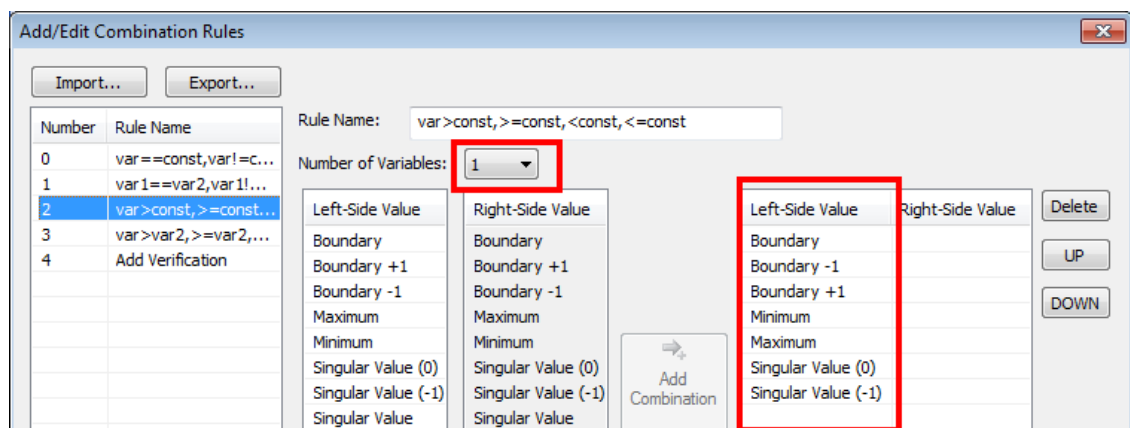 Add/Edit Combination Rules
Import...
Export...
Number
Rule Name
0
var==const,var!=c...
1
var1==var2,var1!...
2
var>const,>=const...
3
var>var2,>=var2,...
4
Add Verification
Rule Name:
var>const,>=const,<const,<=const
Number of Variables:
1
Left-Side Value
Boundary
Boundary +1
Boundary -1
Maximum
Minimum
Singular Value (0)
Singular Value (-1)
Singular Value
Right-Side Value
Boundary
Boundary +1
Boundary -1
Maximum
Minimum
Singular Value (0)
Singular Value (-1)
Singular Value
Add
Combination
Left-Side Value
Right-Side Value
Boundary
Boundary -1
Boundary +1
Minimum
Maximum
Singular Value (0)
Singular Value (-1)
Delete
UP
DOWN